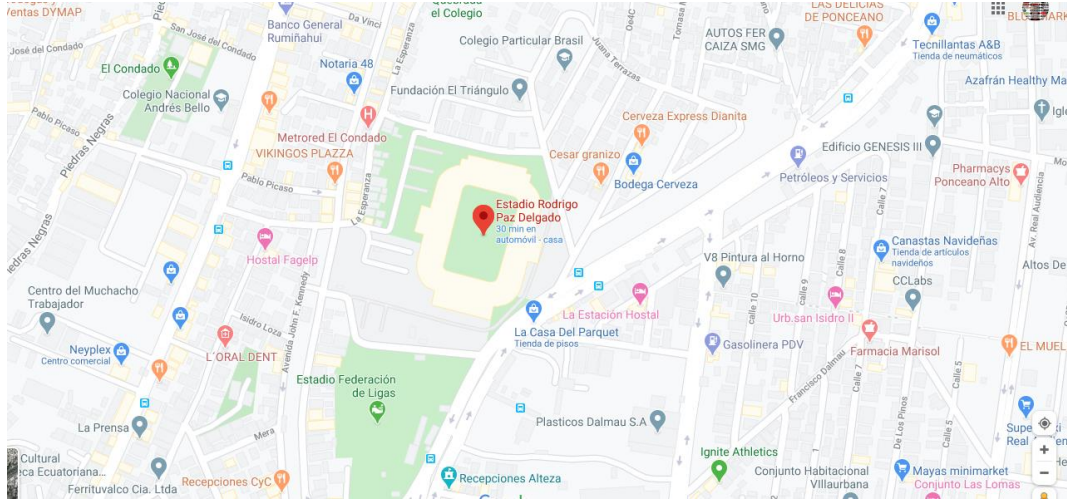 Ventas DYMAP
San José del Condado
José del Condado
El Condado
Colegio Nacional
Andrés Bello
Pablo Picaso
Piedras Negras
Da Vinci
Banco General
Rumiñahui
Notaria 48
La Esperanza
el Colegio
Colegio Particular Brasil
Fundación El Triángulo
Juana Terrazas
Oe4C
Tomasa
AUTOS FER
CAIZA SMG
LAS DELICIAS
DE PONCEANO
Tecnillantas A&B
Tienda de neumáticos
Azafrán Healthy
Metrored El Condado
VIKINGOS PLAZZA
Pablo Picaso
La Esperanza
Cerveza Express Dianita
Cesar granizo
Bodega Cerveza
Edificio GENESIS III
Petróleos y Servicios
Pharmacys
Ponceano Alto
Av. Real Audiencia
Estadio Rodrigo
Paz Delgado
30 min en
automóvil - casa
Hostal Fagelp
Calle 7
Calle 8
Canastas Navideñas
Tienda de artículos
navideños
CCLabs
V8 Pintura al Horno
Altos De
Centro del Muchacho
Trabajador
Isidro Loza
Avenida John F. Kennedy
Neyplex
Centro comercial
L´ORAL DENT
La Estación Hostal
La Casa Del Parquet
Tienda de pisos
calle 10
calle 9
Urb.san Isidro II
Gasolinera PDV
Farmacia Marisol
EL MUEL
Estadio Federación
de Ligas
Francisco Dalmau
Calle 7
Calle 5
De Los Pinos
Calle 5
La Prensa
Mera
Plasticos Dalmau S.A
Ignite Athletics
Real
Cultural
Ecuatoriana...
Ferrituvalco Cia. Ltda
Recepciones CyC
Recepciones Alteza
Conjunto Habitacional
VIllaurbana
Mayas minimarket
Conjunto Las Lomas